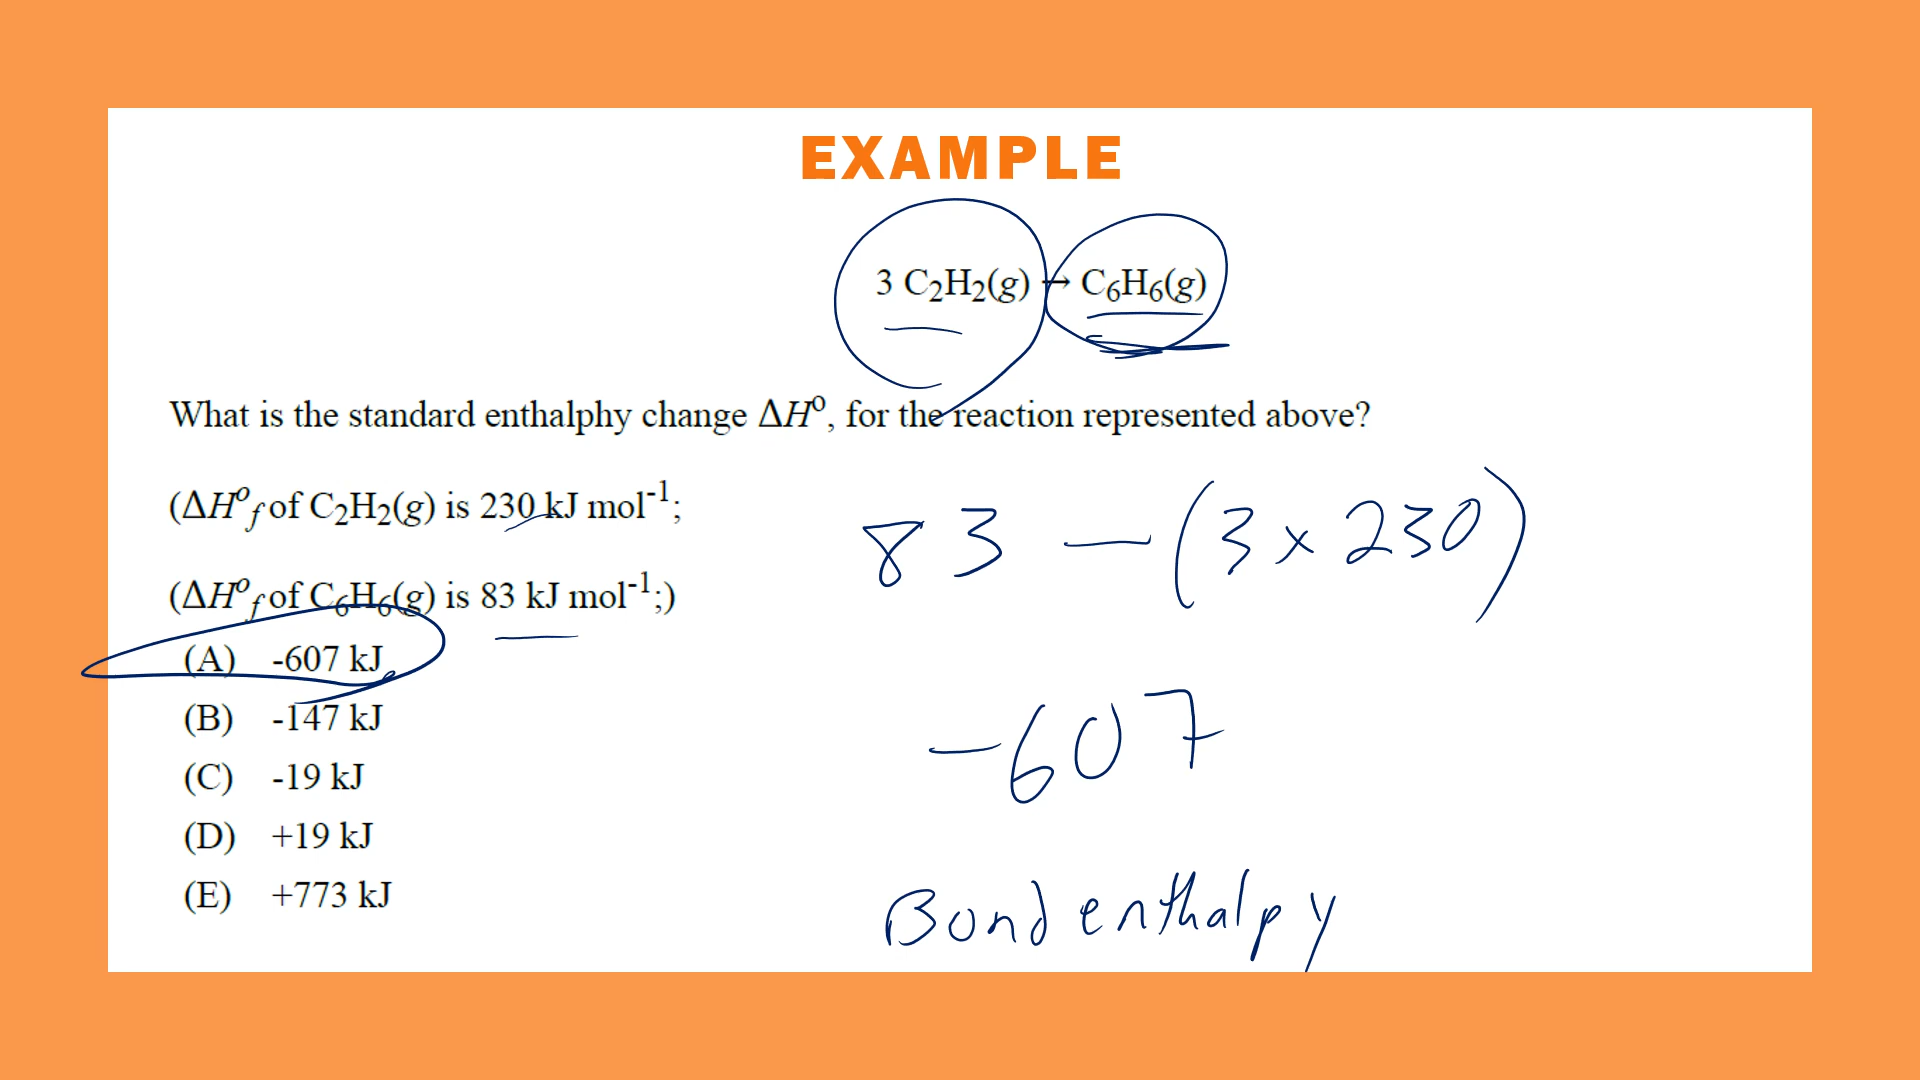 EXAMPLE
3 C₂H₂(g) → C₆H₆(g)
What is the standard enthalpy change ΔH°, for the reaction represented above?
(ΔH°f of C₂H₂(g) is 230 kJ mol⁻¹;
83 – (3 x 230)
(ΔH°f of C₆H₆(g) is 83 kJ mol⁻¹;)
(A) -607 kJ
(B) -147 kJ
-607
(C) -19 kJ
(D) +19 kJ
(E) +773 kJ
Bond enthalpy